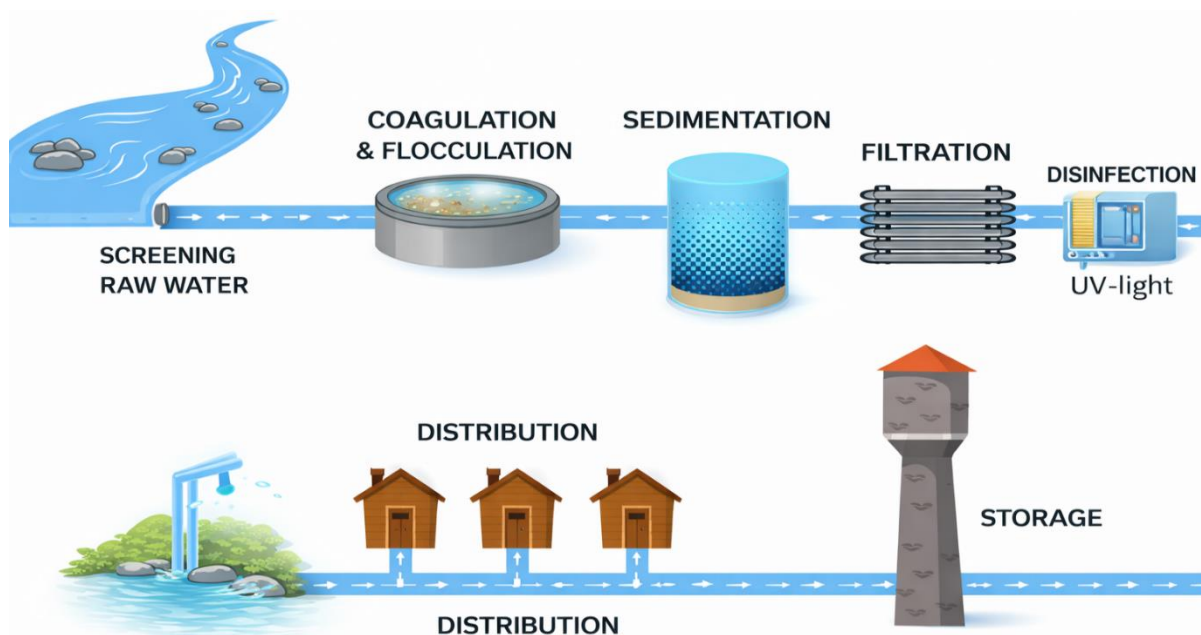 COAGULATION
& FLOCCULATION
SEDIMENTATION
FILTRATION
DISINFECTION
SCREENING
RAW WATER
UV-light
DISTRIBUTION
STORAGE
DISTRIBUTION